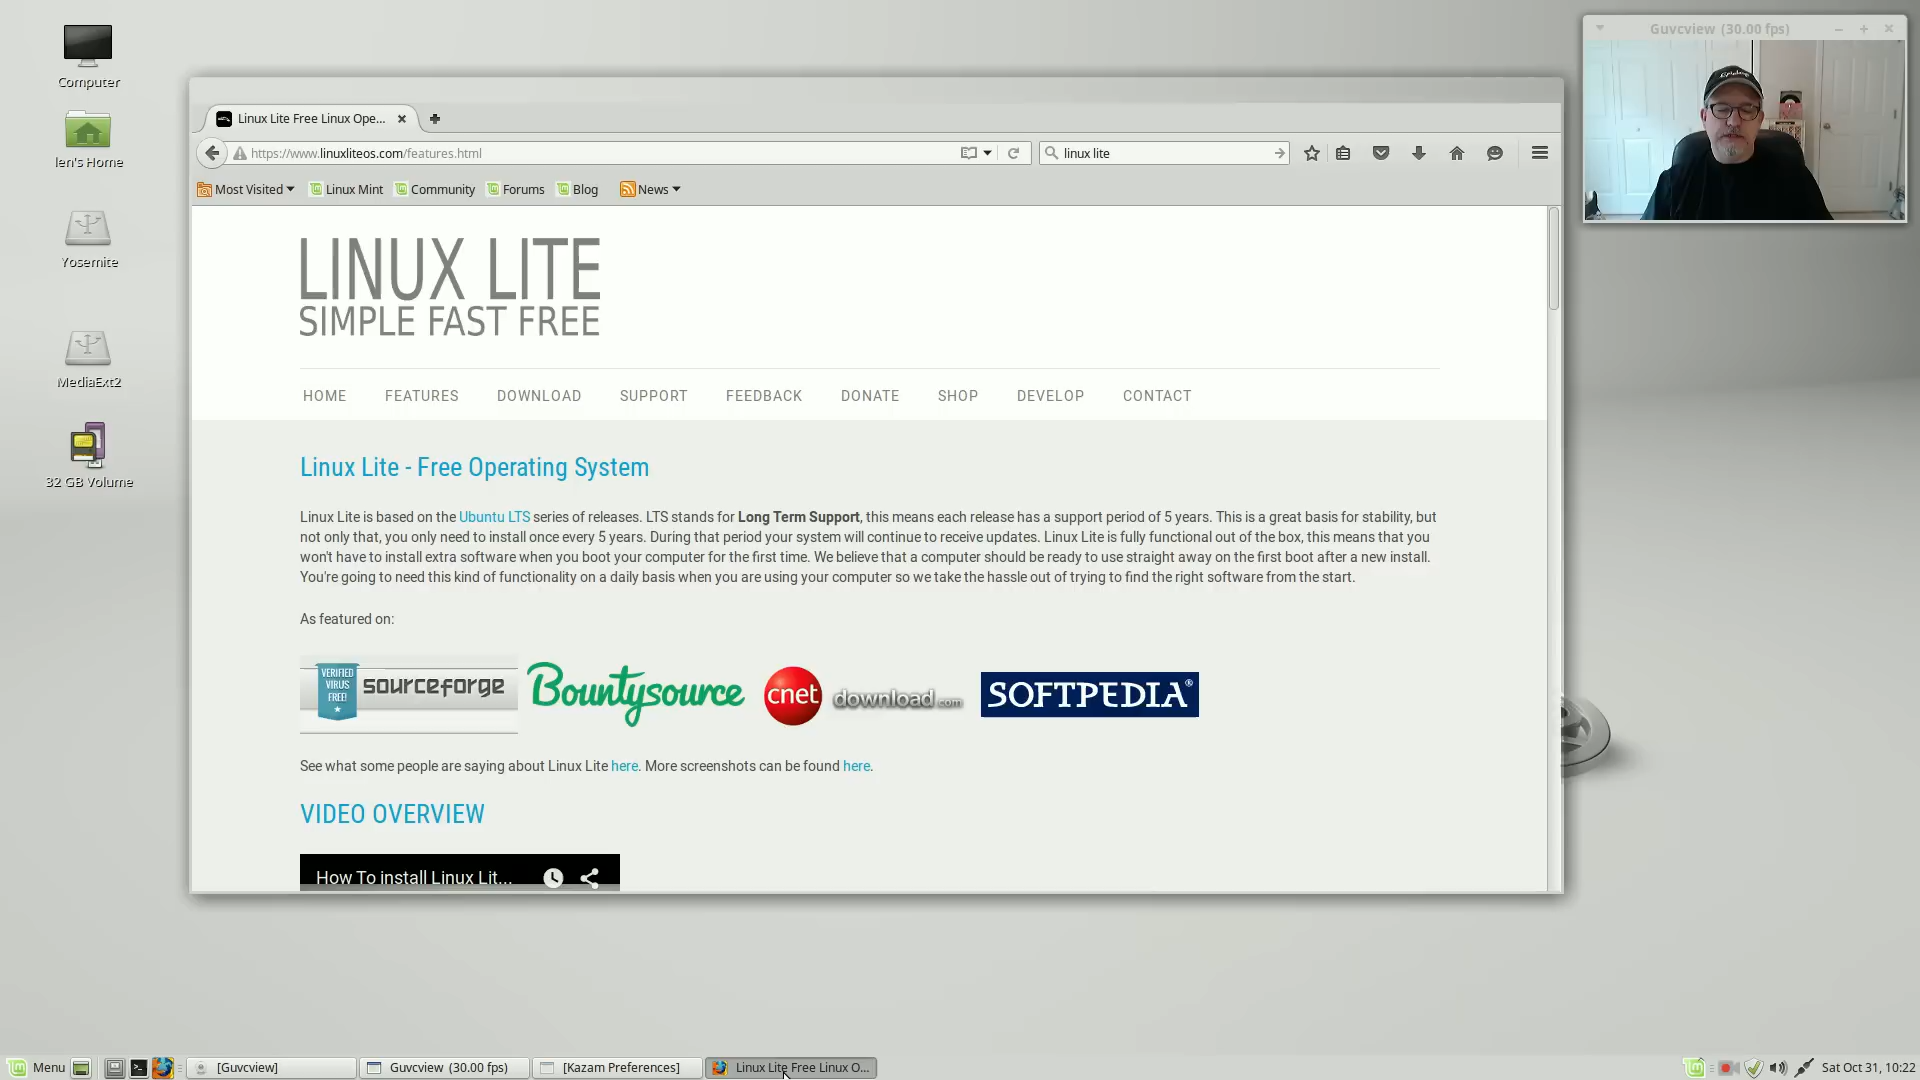 Computer
len's Home
Yosemite
MediaExt2
32 GB Volume
Guvcview (30.00 fps)
Linux Lite Free Linux Ope...
https://www.linuxliteos.com/features.html
linux lite
Most Visited
Linux Mint
Community
Forums
Blog
News
LINUX LITE
SIMPLE FAST FREE
HOME FEATURES DOWNLOAD SUPPORT FEEDBACK DONATE SHOP DEVELOP CONTACT
Linux Lite - Free Operating System
Linux Lite is based on the Ubuntu LTS series of releases. LTS stands for Long Term Support, this means each release has a support period of 5 years. This is a great basis for stability, but
not only that, you only need to install once every 5 years. During that period your system will continue to receive updates. Linux Lite is fully functional out of the box, this means that you
won't have to install extra software when you boot your computer for the first time. We believe that a computer should be ready to use straight away on the first boot after a new install.
You're going to need this kind of functionality on a daily basis when you are using your computer so we take the hassle out of trying to find the right software from the start.
As featured on:
VERIFIED
VIRUS
FREE!
sourceforge
Bountysource
cnet
download.com
SOFTPEDIA®
See what some people are saying about Linux Lite here. More screenshots can be found here.
VIDEO OVERVIEW
How To install Linux Lit...
Menu
[Guvcview]
Guvcview (30.00 fps)
[Kazam Preferences]
Linux Lite Free Linux O...
Sat Oct 31, 10:22